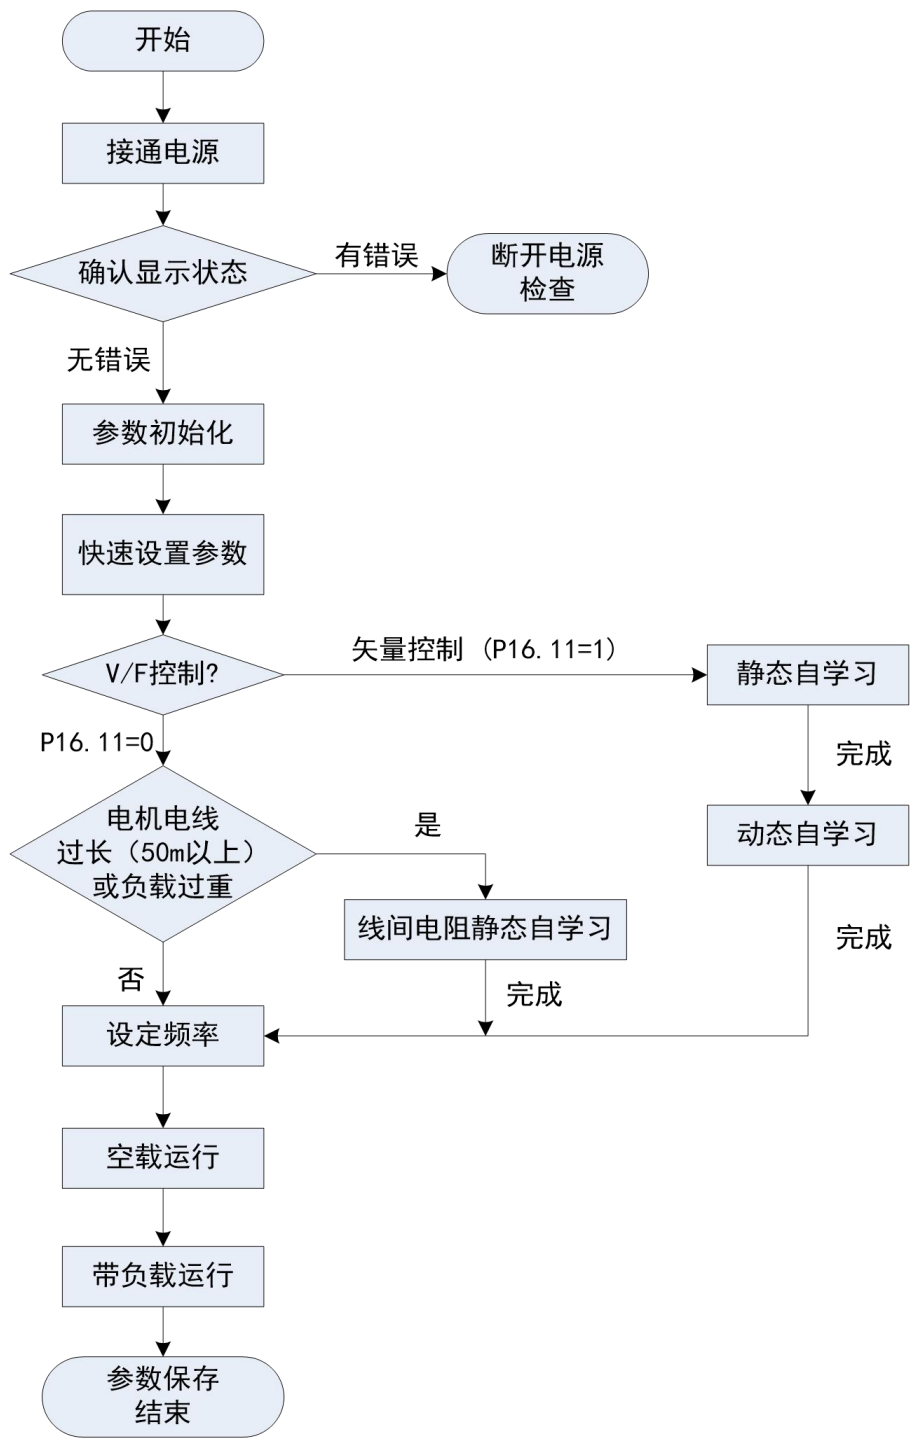 开始
接通电源
确认显示状态
有错误
断开电源
检查
无错误
参数初始化
快速设置参数
V/F控制?
矢量控制 (P16.11=1)
静态自学习
P16.11=0
完成
电机电线
过长（50m以上）
或负载过重
是
动态自学习
线间电阻静态自学习
完成
否
完成
设定频率
空载运行
带负载运行
参数保存
结束